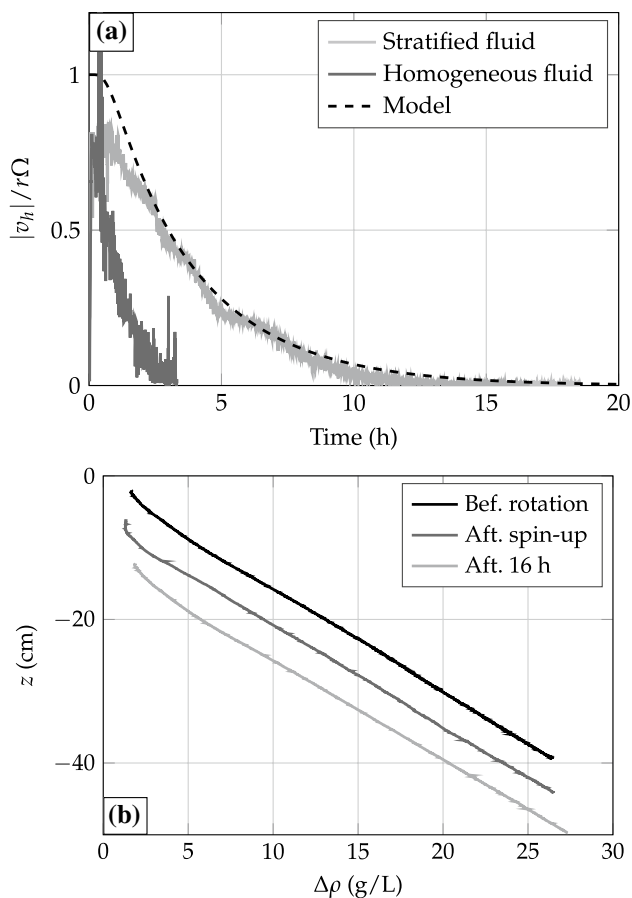 (a)
Stratified fluid
Homogeneous fluid
Model
1
0.5
0
|v_h|/rΩ
0 5 10 15 20
Time (h)
0
−20
−40
z (cm)
Bef. rotation
Aft. spin-up
Aft. 16 h
(b)
0 5 10 15 20 25 30
Δρ (g/L)